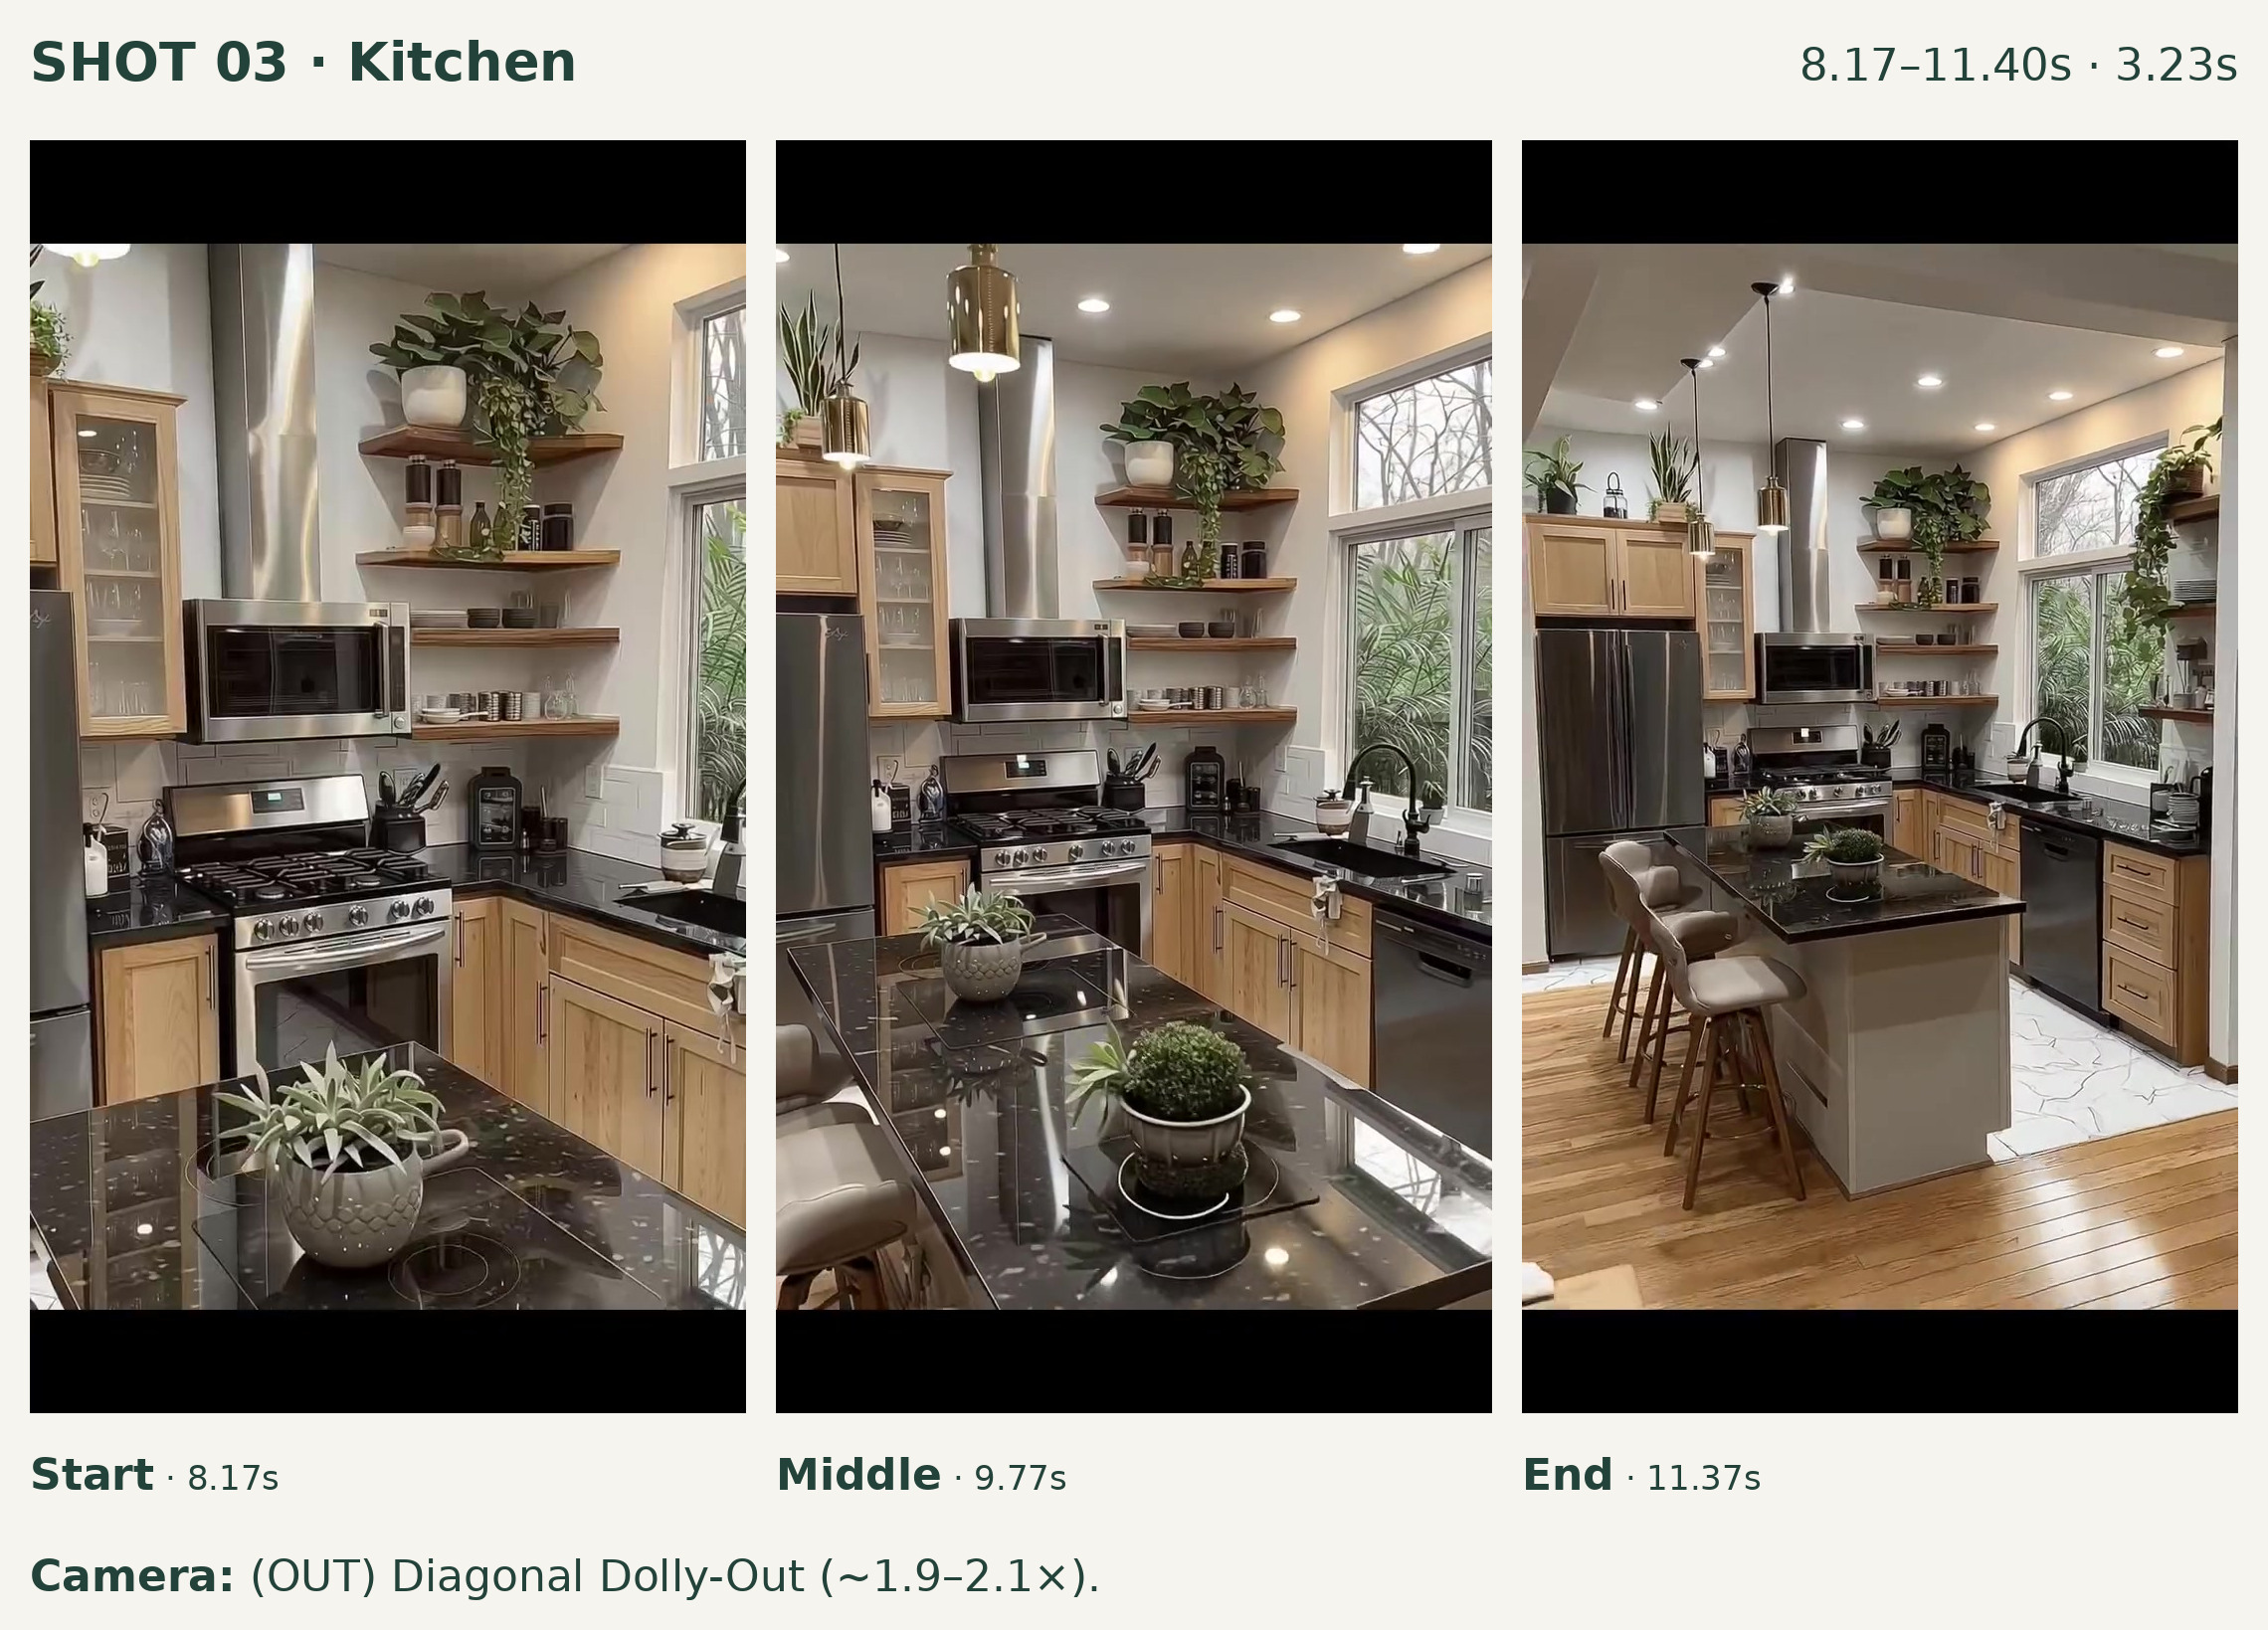 SHOT 03 · Kitchen
8.17–11.40s · 3.23s
Start · 8.17s
Middle · 9.77s
End · 11.37s
Camera: (OUT) Diagonal Dolly-Out (~1.9–2.1×).